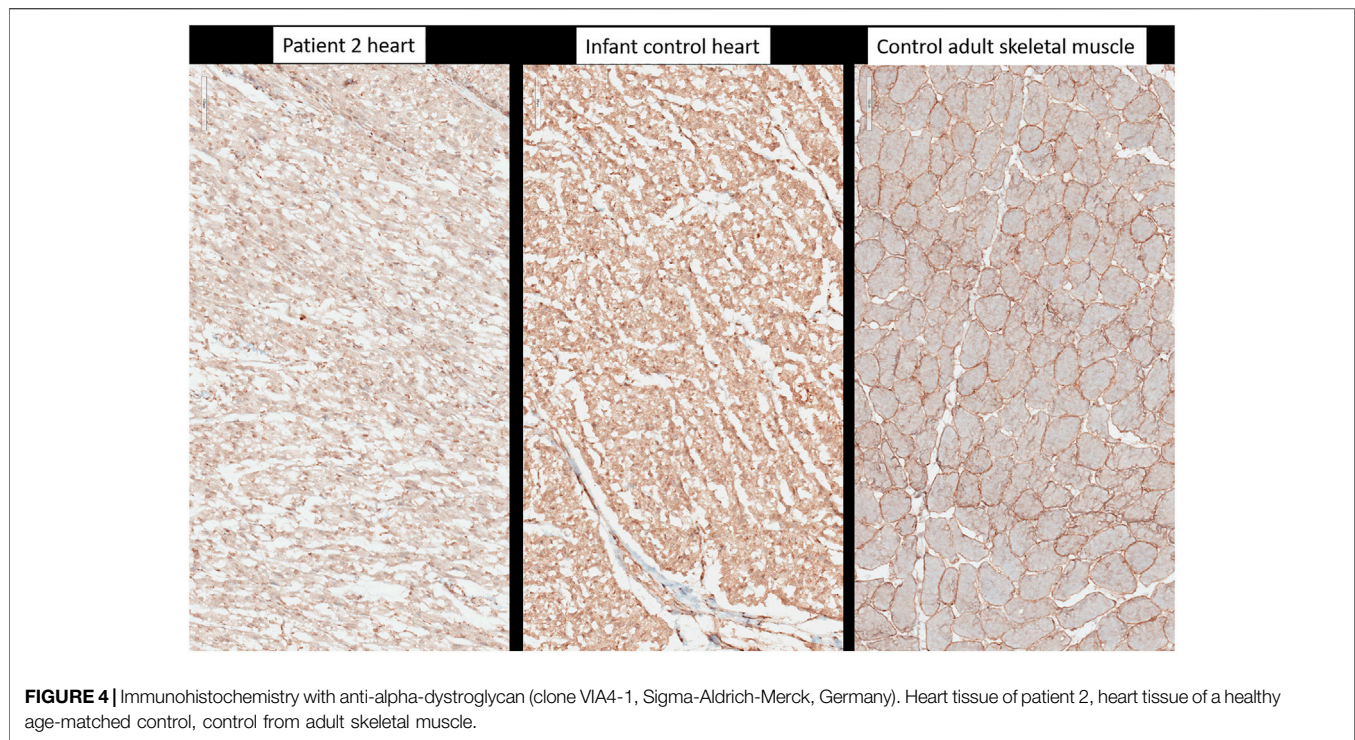 Patient 2 heart
Infant control heart
Control adult skeletal muscle
FIGURE 4 | Immunohistochemistry with anti-alpha-dystroglycan (clone VIA4-1, Sigma-Aldrich-Merck, Germany). Heart tissue of patient 2, heart tissue of a healthy
age-matched control, control from adult skeletal muscle.